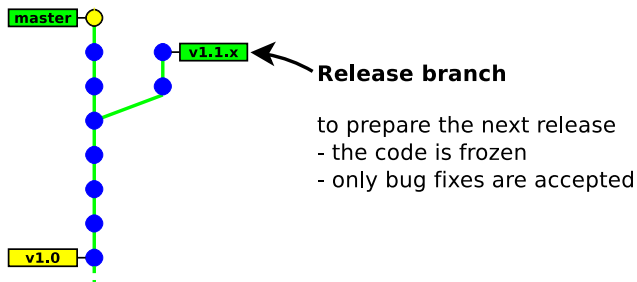 master
v1.1.x
Release branch
to prepare the next release
- the code is frozen
- only bug fixes are accepted
v1.0